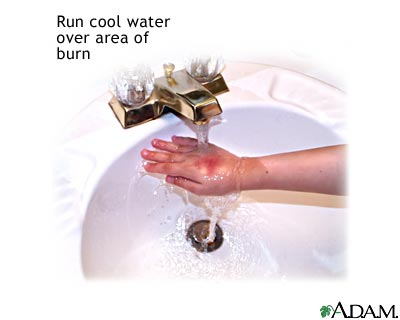 Run cool water
over area of
burn
A.D.A.M.